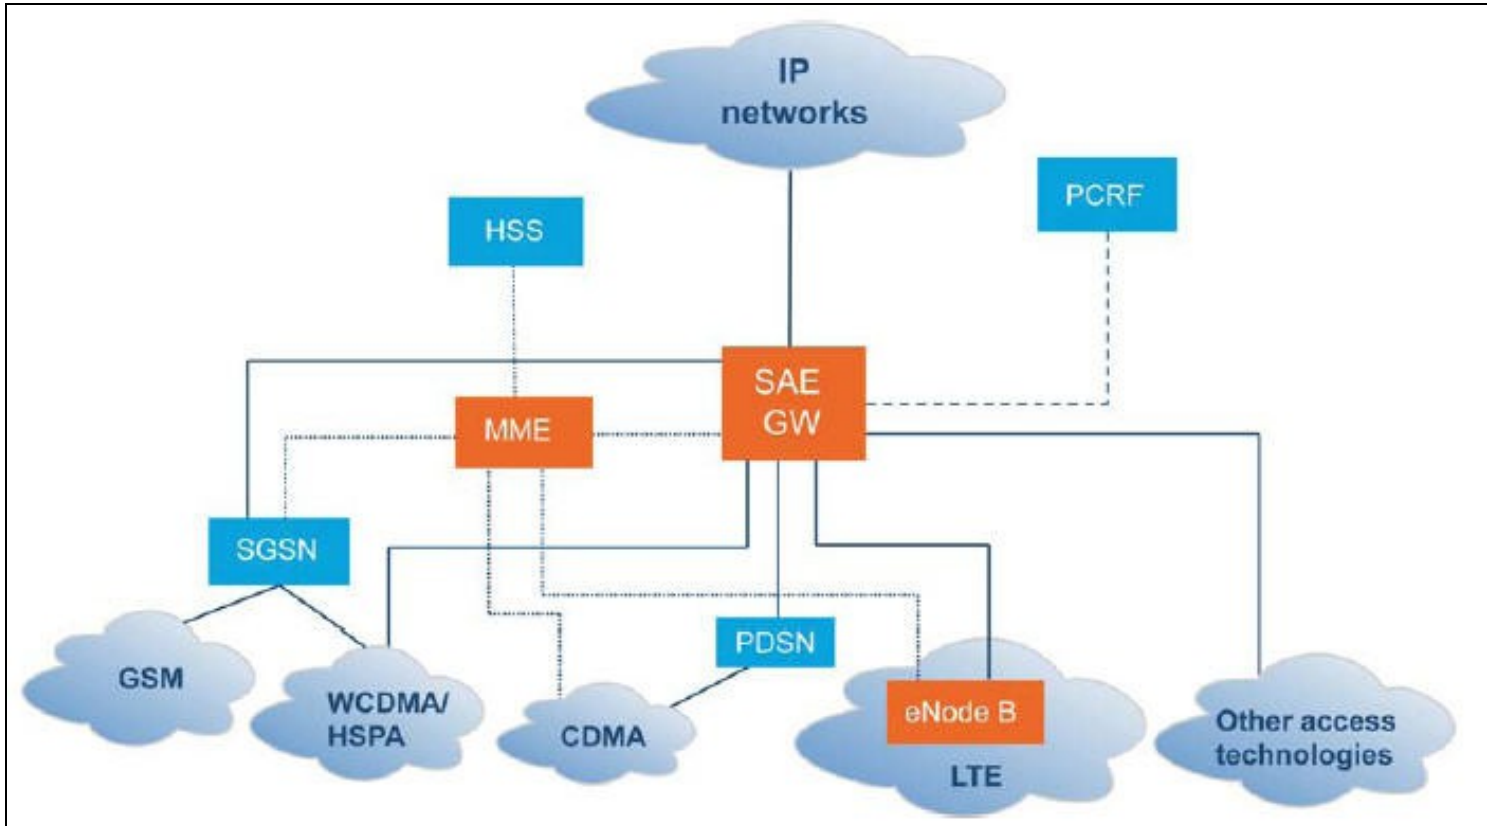 IP
networks
PCRF
HSS
SAE
GW
MME
SGSN
PDSN
GSM
WCDMA/
HSPA
CDMA
eNode B
LTE
Other access
technologies